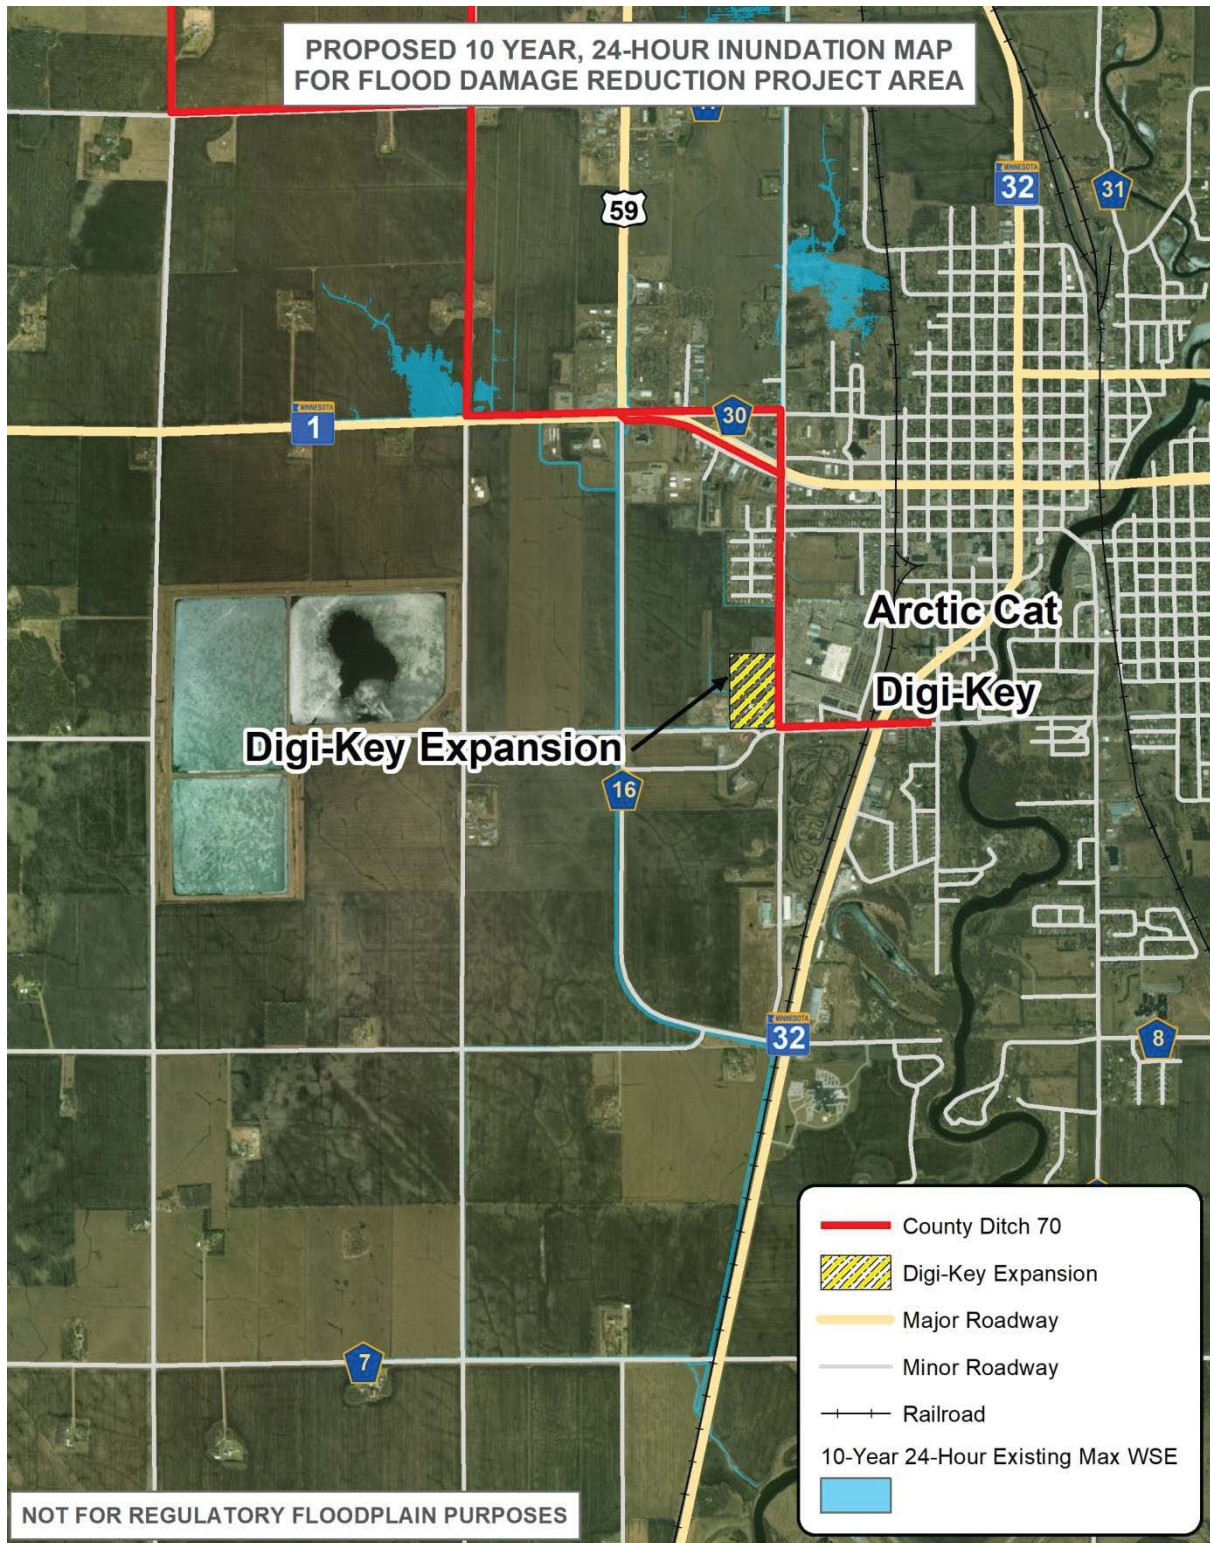 PROPOSED 10 YEAR, 24-HOUR INUNDATION MAP
FOR FLOOD DAMAGE REDUCTION PROJECT AREA
MINNESOTA
32
31
59
30
MINNESOTA
1
Arctic Cat
Digi-Key
Digi-Key Expansion
16
MINNESOTA
32
8
7
County Ditch 70
Digi-Key Expansion
Major Roadway
Minor Roadway
Railroad
10-Year 24-Hour Existing Max WSE
NOT FOR REGULATORY FLOODPLAIN PURPOSES